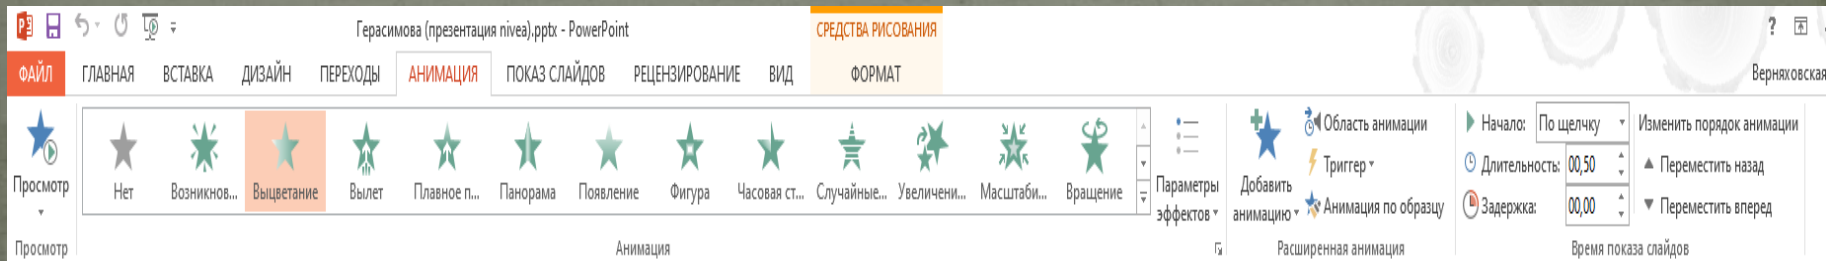 Герасимова (презентация nivea).pptx - PowerPoint
СРЕДСТВА РИСОВАНИЯ
?
ФАЙЛ ГЛАВНАЯ ВСТАВКА ДИЗАЙН ПЕРЕХОДЫ АНИМАЦИЯ ПОКАЗ СЛАЙДОВ РЕЦЕНЗИРОВАНИЕ ВИД ФОРМАТ
Верняховская
Просмотр
Нет Возникнов... Выцветание Вылет Плавное п... Панорама Появление Фигура Часовая ст... Случайные... Увеличени... Масштаби... Вращение
Параметры
эффектов
Добавить
анимацию
Область анимации
Триггер
Анимация по образцу
Начало: По щелчку
Длительность: 00,50
Задержка: 00,00
Изменить порядок анимации
Переместить назад
Переместить вперед
Просмотр Анимация Расширенная анимация Время показа слайдов